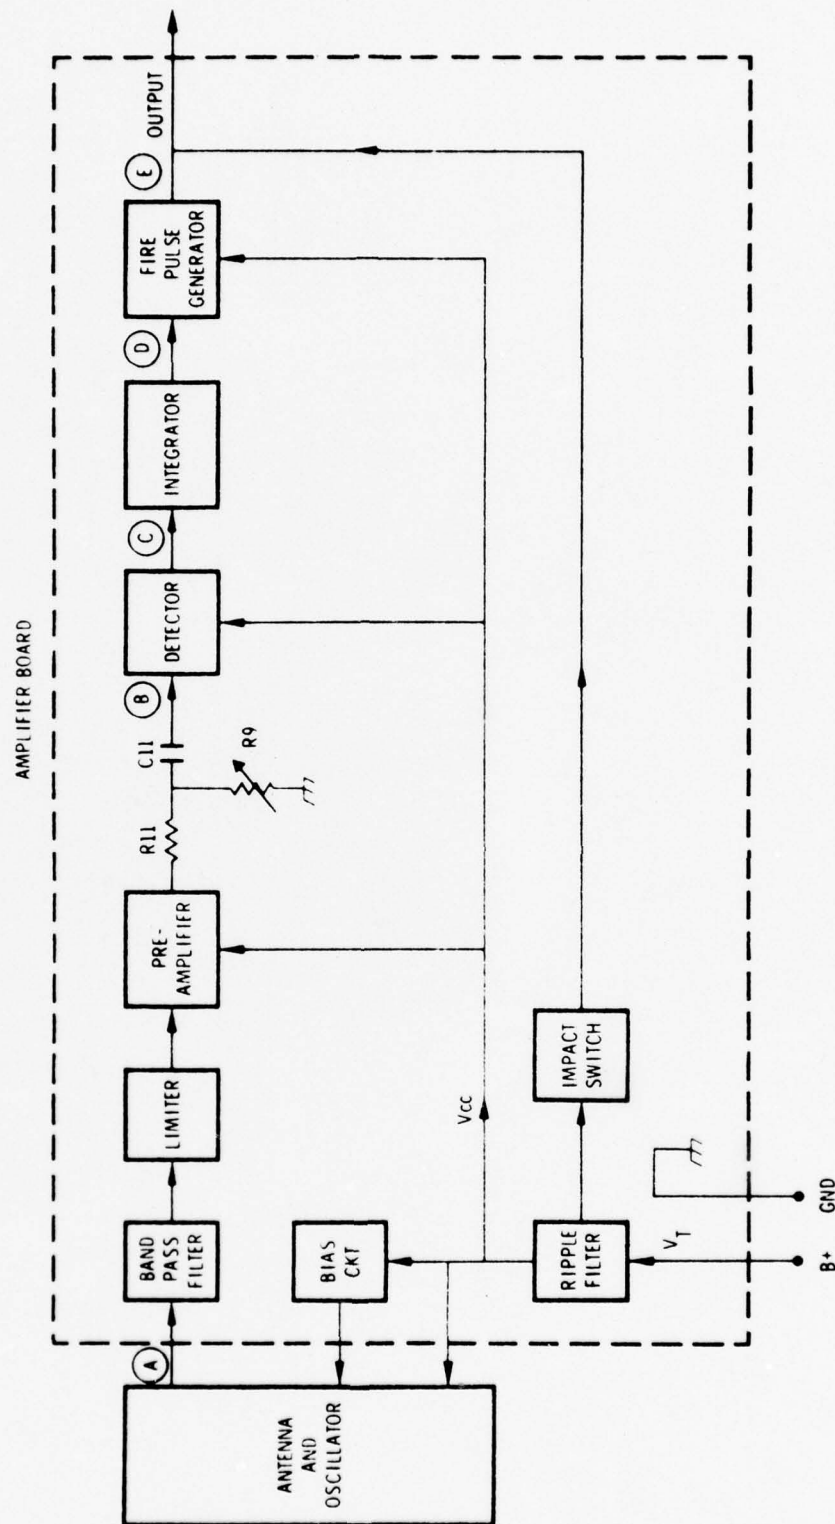 AMPLIFIER BOARD
ANTENNA
AND
OSCILLATOR
A
BAND
PASS
FILTER
LIMITER
PRE-
AMPLIFIER
R11
C11
R9
B
DETECTOR
C
INTEGRATOR
D
FIRE
PULSE
GENERATOR
E
OUTPUT
BIAS
CKT
Vcc
RIPPLE
FILTER
IMPACT
SWITCH
VT
B+
GND